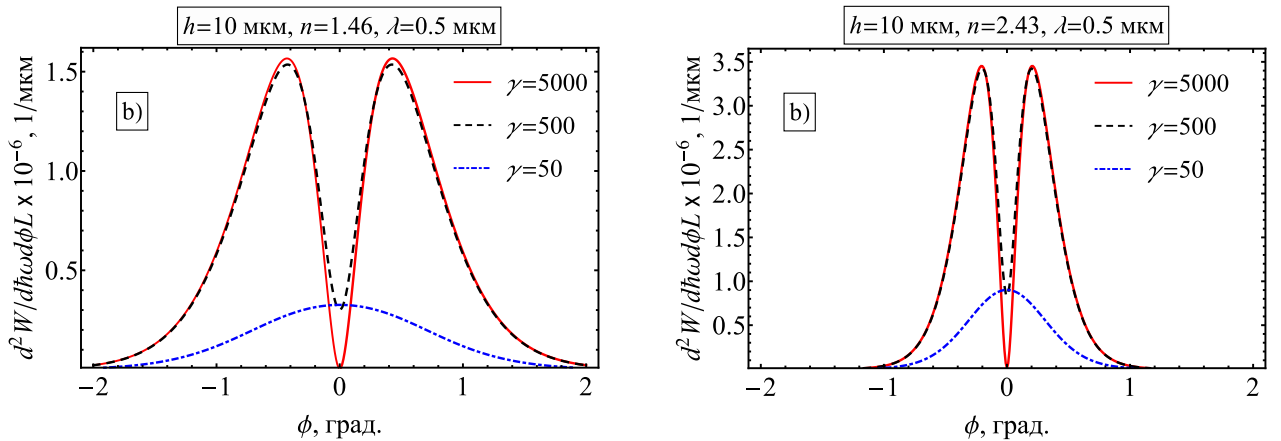 h=10 мкм, n=1.46, λ=0.5 мкм
d²W/dħωdϕL x 10⁻⁶, 1/мкм
1.5
1.0
0.5
b)
γ=5000
γ=500
γ=50
−2
−1
0
1
2
ϕ, град.
h=10 мкм, n=2.43, λ=0.5 мкм
d²W/dħωdϕL x 10⁻⁶, 1/мкм
3.5
3.0
2.5
2.0
1.5
1.0
0.5
b)
γ=5000
γ=500
γ=50
−2
−1
0
1
2
ϕ, град.